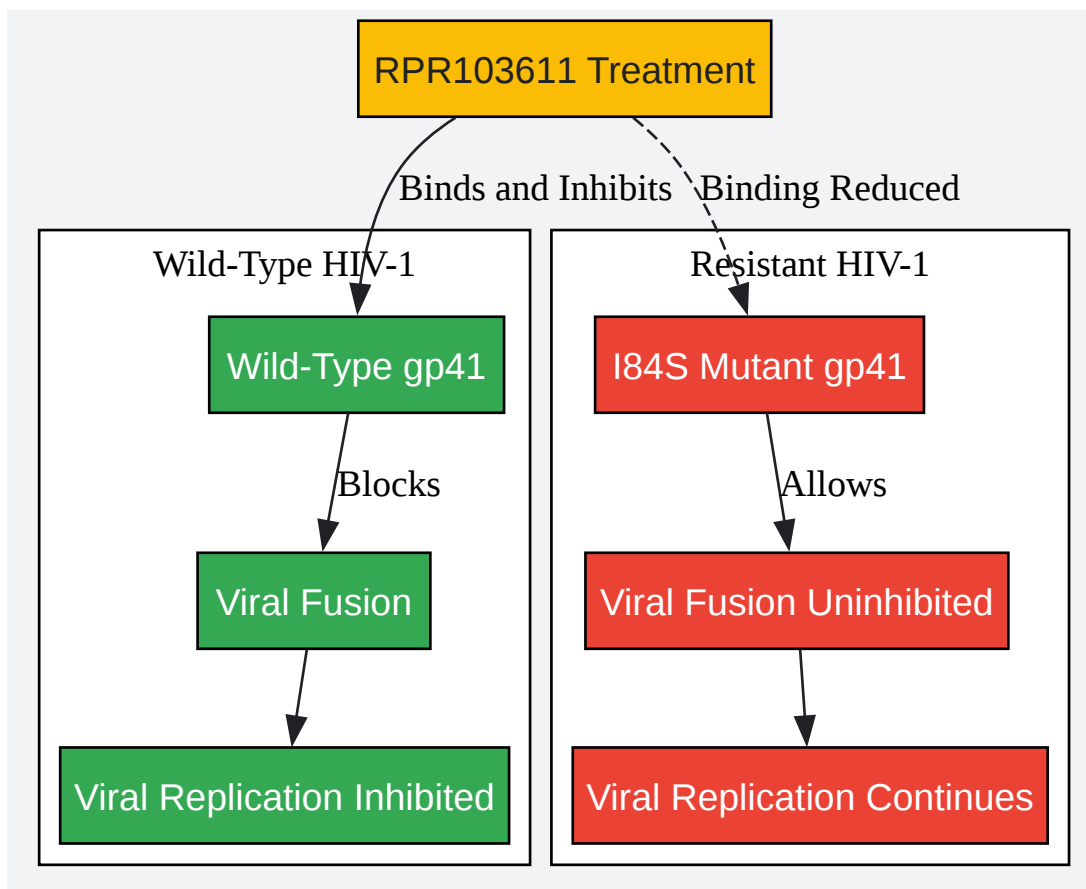 RPR103611 Treatment
Binds and Inhibits
Binding Reduced
Wild-Type HIV-1
Wild-Type gp41
Blocks
Viral Fusion
Viral Replication Inhibited
Resistant HIV-1
I84S Mutant gp41
Allows
Viral Fusion Uninhibited
Viral Replication Continues